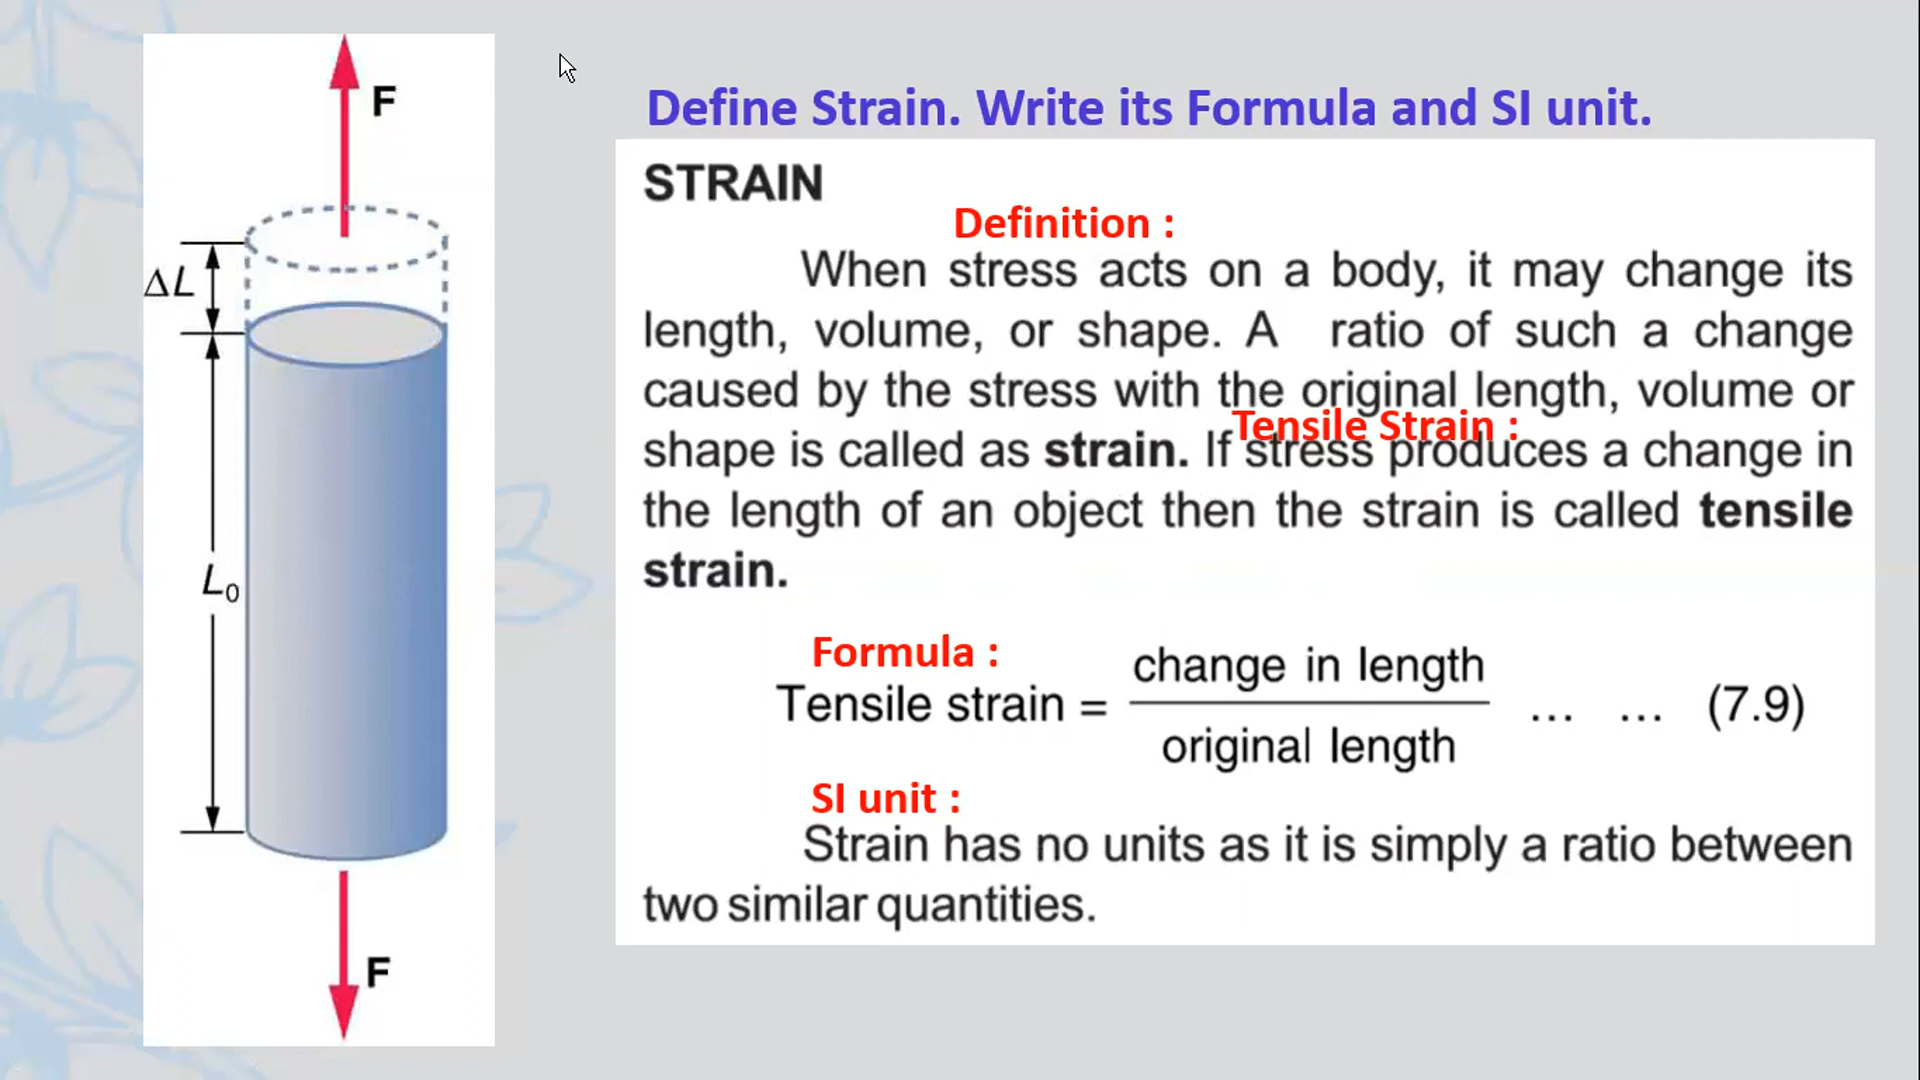 F
ΔL
L0
F
Define Strain. Write its Formula and SI unit.
STRAIN
Definition :
When stress acts on a body, it may change its
length, volume, or shape. A ratio of such a change
caused by the stress with the original length, volume or
Tensile Strain :
shape is called as strain. If stress produces a change in
the length of an object then the strain is called tensile
strain.
Formula :
Tensile strain = change in length / original length ... ... (7.9)
SI unit :
Strain has no units as it is simply a ratio between
two similar quantities.